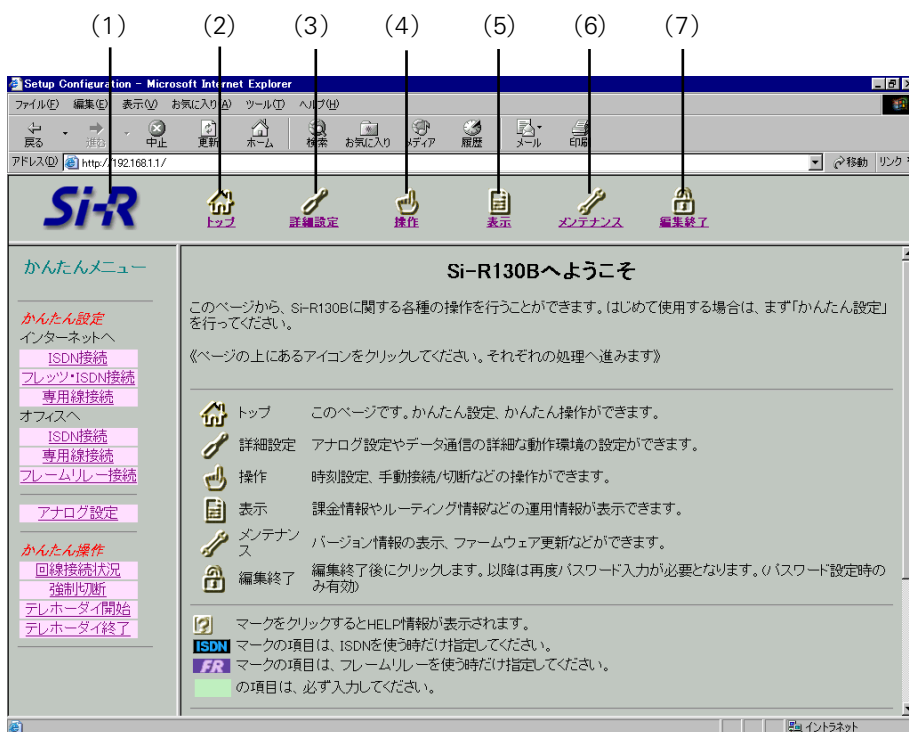 (1) (2) (3) (4) (5) (6) (7)
Setup Configuration - Microsoft Internet Explorer
ファイル(F) 編集(E) 表示(V) お気に入り(A) ツール(T) ヘルプ(H)
戻る 進む 中止 更新 ホーム 検索 お気に入り メディア 履歴 メール 印刷
アドレス(D) http://192.168.1.1/ 移動 リンク
Si-R トップ 詳細設定 操作 表示 メンテナンス 編集終了
かんたんメニュー
かんたん設定
インターネットへ
ISDN接続
フレッツ・ISDN接続
専用線接続
オフィスへ
ISDN接続
専用線接続
フレームリレー接続
アナログ設定
かんたん操作
回線接続状況
強制切断
テレホーダイ開始
テレホーダイ終了
Si-R130Bへようこそ
このページから、Si-R130Bに関する各種の操作を行うことができます。はじめて使用する場合は、まず「かんたん設定」
を行ってください。
《ページの上にあるアイコンをクリックしてください。それぞれの処理へ進みます》
トップ このページです。かんたん設定、かんたん操作ができます。
詳細設定 アナログ設定やデータ通信の詳細な動作環境の設定ができます。
操作 時刻設定、手動接続/切断などの操作ができます。
表示 課金情報やルーティング情報などの運用情報が表示できます。
メンテナン
ス バージョン情報の表示、ファームウェア更新などができます。
編集終了 編集終了後にクリックします。以降は再度パスワード入力が必要となります。(パスワード設定時の
み有効)
? マークをクリックするとHELP情報が表示されます。
ISDN マークの項目は、ISDNを使う時だけ指定してください。
FR マークの項目は、フレームリレーを使う時だけ指定してください。
の項目は、必ず入力してください。
イントラネット